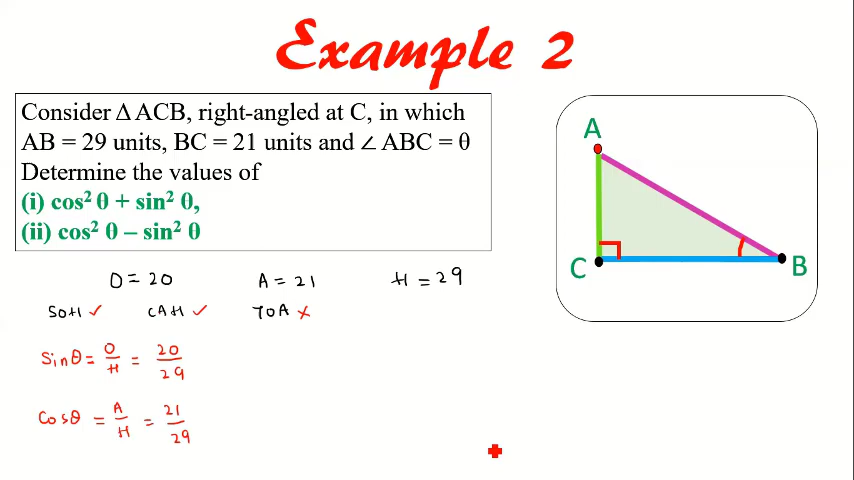 Example 2
Consider Δ ACB, right-angled at C, in which
AB = 29 units, BC = 21 units and ∠ ABC = θ
Determine the values of
(i) cos² θ + sin² θ,
(ii) cos² θ – sin² θ
A
C
B
O = 20 A = 21 H = 29
SOH ✓ CAH ✓ TOA ✗
Sinθ = O/H = 20/29
Cosθ = A/H = 21/29